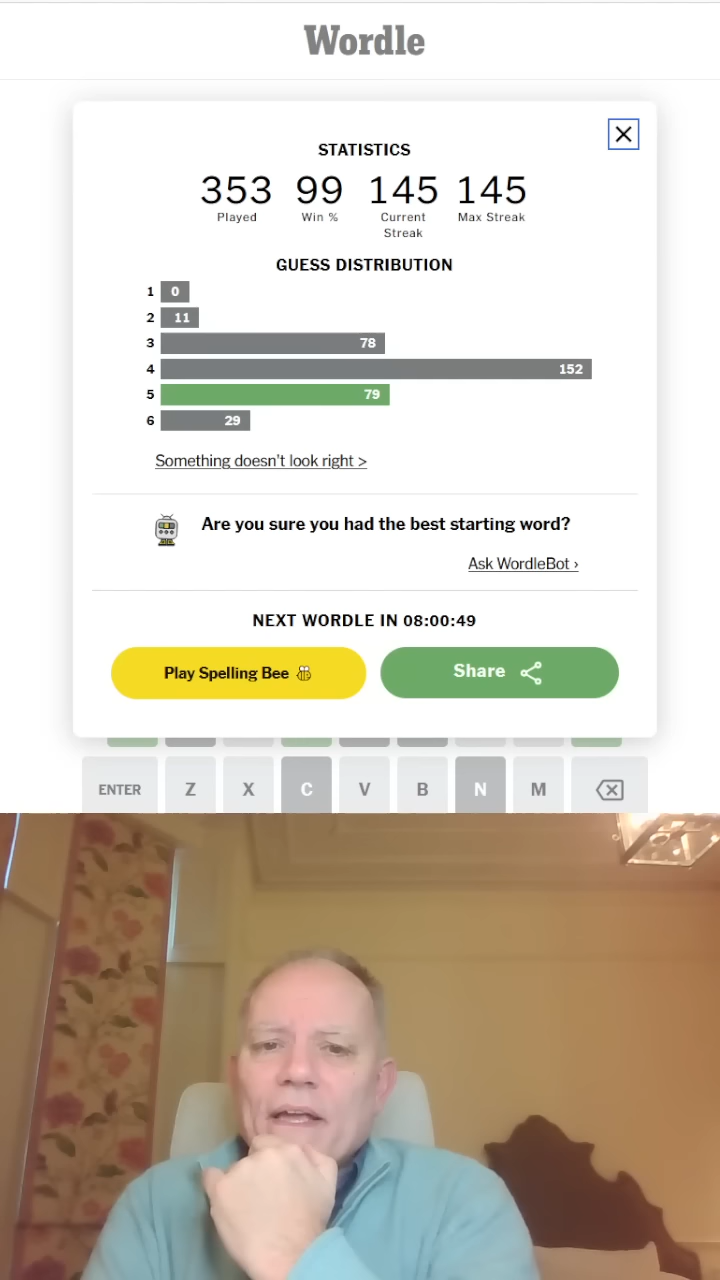 Wordle
STATISTICS
353 99 145 145
Played Win % Current Streak Max Streak
GUESS DISTRIBUTION
1 0
2 11
3 78
4 152
5 79
6 29
Something doesn't look right >
Are you sure you had the best starting word?
Ask WordleBot ›
NEXT WORDLE IN 08:00:49
Play Spelling Bee
Share
ENTER Z X C V B N M